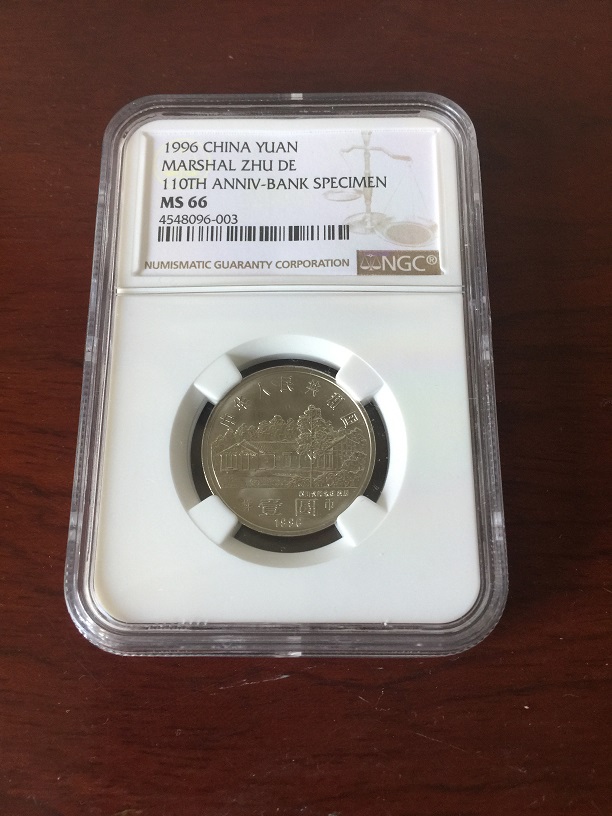 1996 CHINA YUAN
MARSHAL ZHU DE
110TH ANNIV-BANK SPECIMEN
MS 66
4548096-003
NUMISMATIC GUARANTY CORPORATION NGC®
中华人民共和国
壹圆
1996